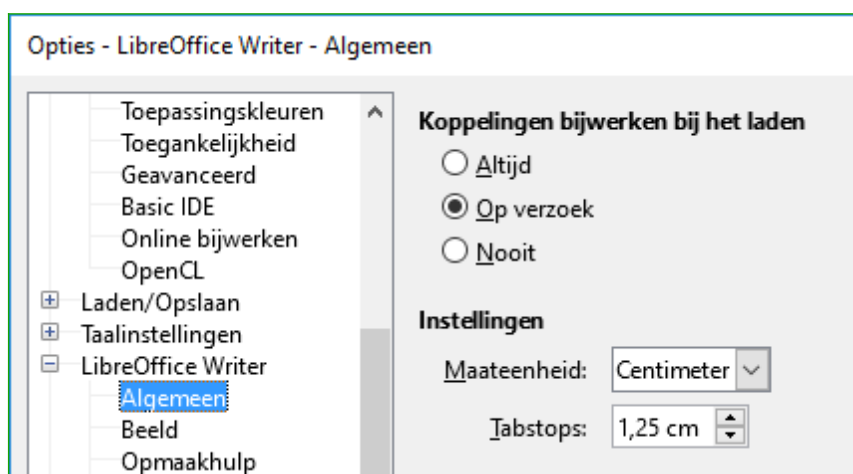 Opties - LibreOffice Writer - Algemeen
Toepassingskleuren
Toegankelijkheid
Geavanceerd
Basic IDE
Online bijwerken
OpenCL
Laden/Opslaan
Taalinstellingen
LibreOffice Writer
Algemeen
Beeld
Opmaakhulp
Koppelingen bijwerken bij het laden
Altijd
Op verzoek
Nooit
Instellingen
Maateenheid: Centimeter
Tabstops: 1,25 cm